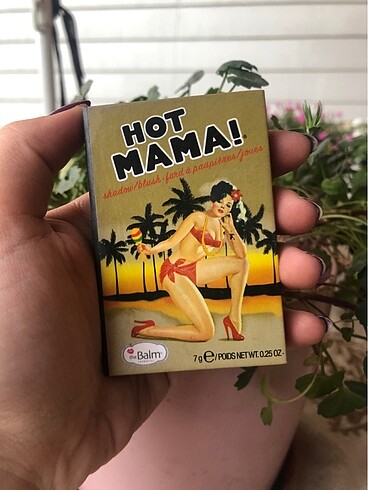 HOT
MAMA!®
shadow/blush - fard à paupières/joues
theBalm®
7g ℮/POIDS NET WT. 0.25 OZ.